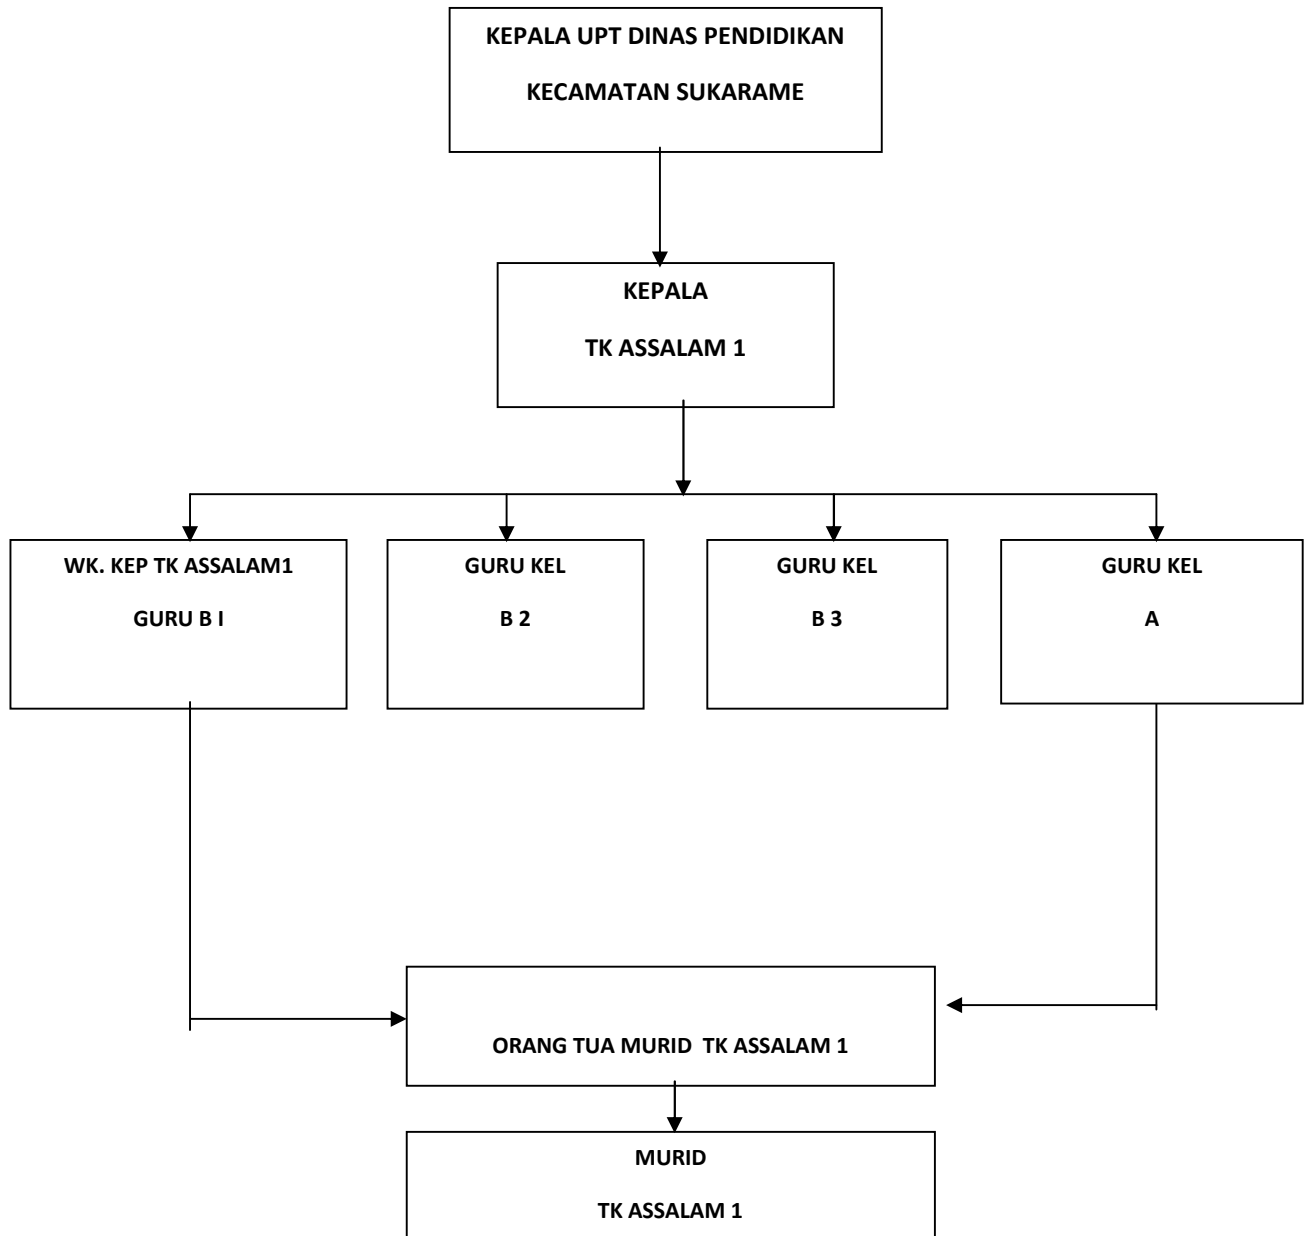 KEPALA UPT DINAS PENDIDIKAN
KECAMATAN SUKARAME
KEPALA
TK ASSALAM 1
WK. KEP TK ASSALAM1
GURU B I
GURU KEL
B 2
GURU KEL
B 3
GURU KEL
A
ORANG TUA MURID  TK ASSALAM 1
MURID
TK ASSALAM 1